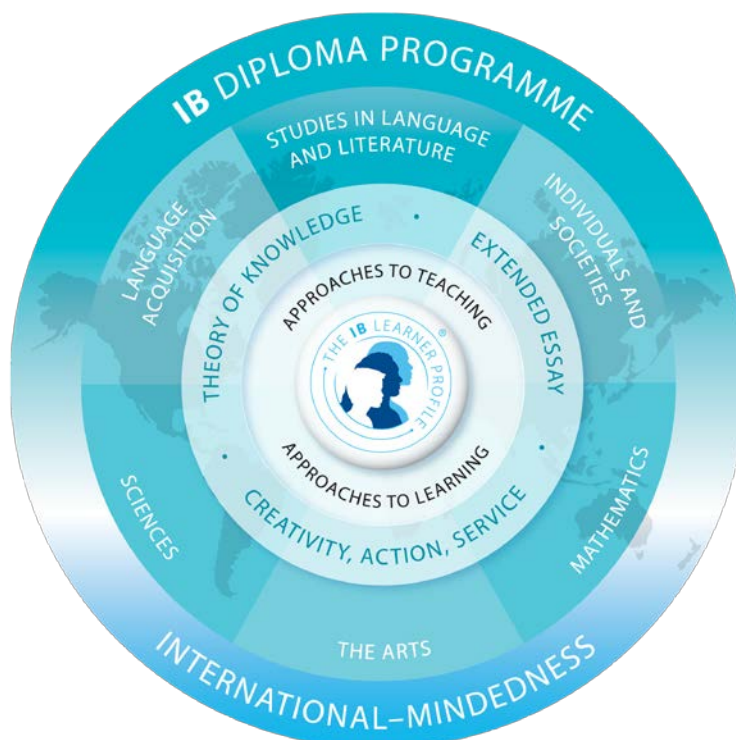 IB DIPLOMA PROGRAMME
STUDIES IN LANGUAGE
AND LITERATURE
LANGUAGE
ACQUISITION
INDIVIDUALS AND
SOCIETIES
THEORY OF KNOWLEDGE
EXTENDED ESSAY
APPROACHES TO TEACHING
THE IB LEARNER PROFILE®
APPROACHES TO LEARNING
CREATIVITY, ACTION, SERVICE
SCIENCES
MATHEMATICS
THE ARTS
INTERNATIONAL–MINDEDNESS